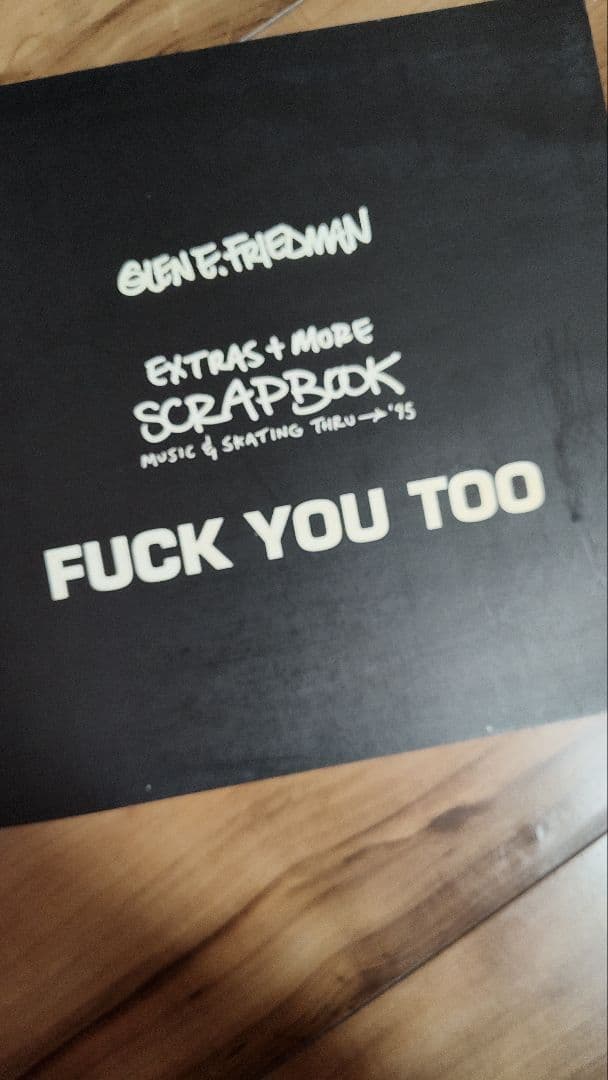 GLEN E. FRIEDMAN
EXTRAS + MORE
SCRAPBOOK
MUSIC & SKATING THRU → '95
FUCK YOU TOO